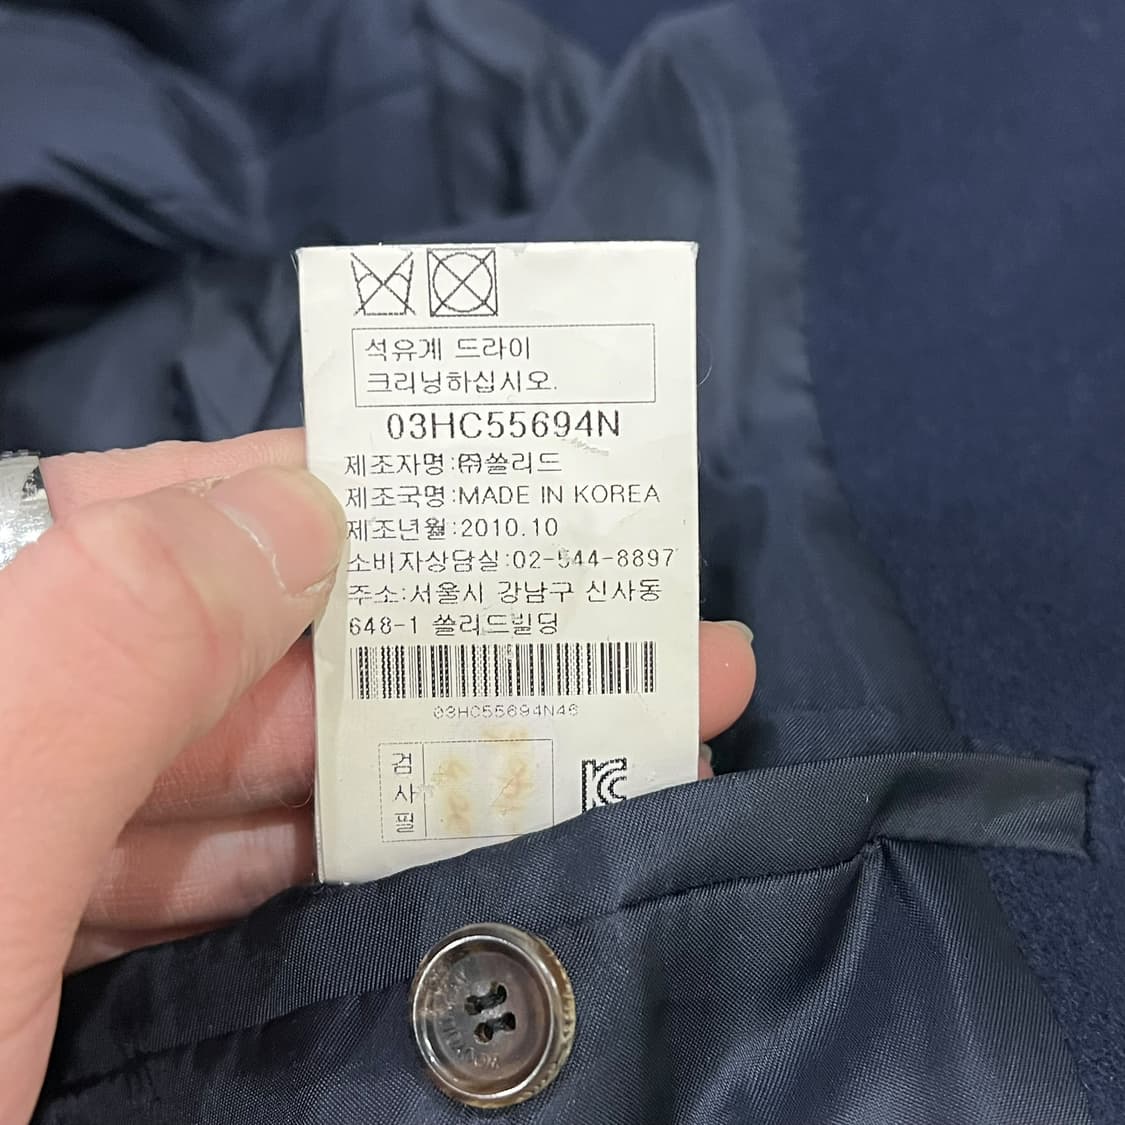 석유계 드라이
크리닝하십시오.
03HC55694N
제조자명:㈜쏠리드
제조국명:MADE IN KOREA
제조년월:2010.10
소비자상담실:02-544-8897
주소:서울시 강남구 신사동
648-1 쏠리드빌딩
03HC55694N46
검
사
필